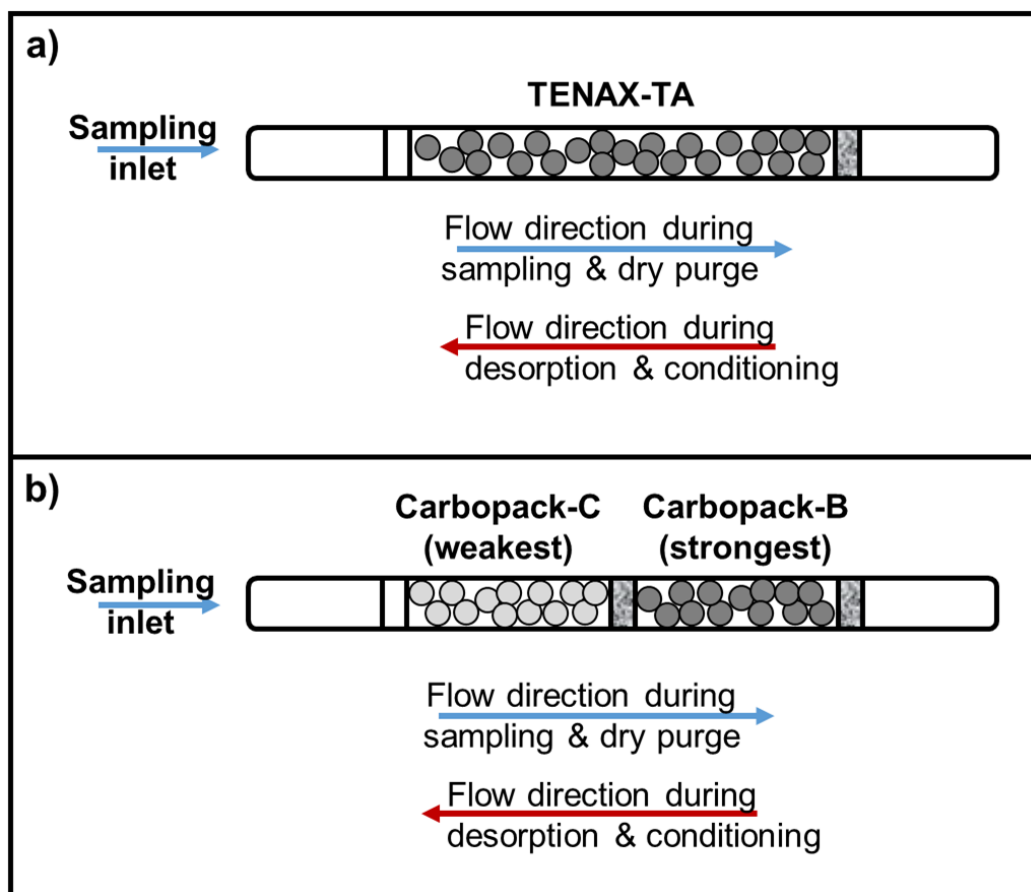 a)
TENAX-TA
Sampling
inlet
Flow direction during
sampling & dry purge
Flow direction during
desorption & conditioning
b)
Carbopack-C
(weakest)
Carbopack-B
(strongest)
Sampling
inlet
Flow direction during
sampling & dry purge
Flow direction during
desorption & conditioning